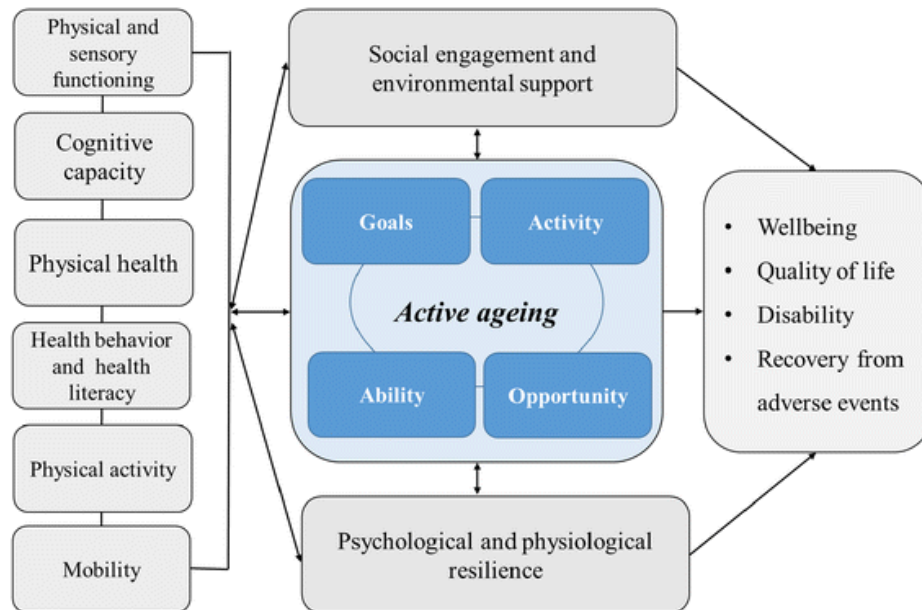 Physical and
sensory
functioning
Cognitive
capacity
Physical health
Health behavior
and health
literacy
Physical activity
Mobility
Social engagement and
environmental support
Goals
Activity
Active ageing
Ability
Opportunity
Psychological and physiological
resilience
• Wellbeing
• Quality of life
• Disability
• Recovery from
adverse events